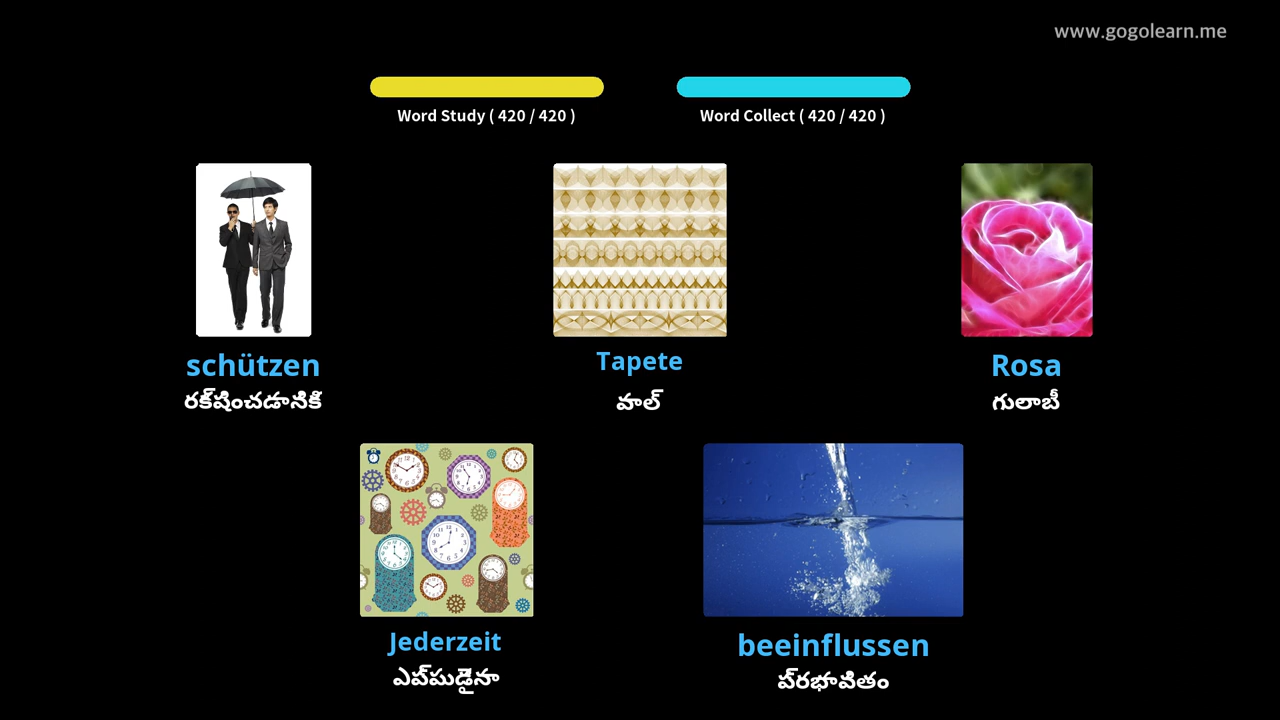 www.gogolearn.me
Word Study ( 420 / 420 )
Word Collect ( 420 / 420 )
schützen
Tapete
Rosa
రక్‌షించడానికి
వాల్
గులాబీ
Jederzeit
beeinflussen
ఎప్‌పుడైనా
ప్‌రభావితం